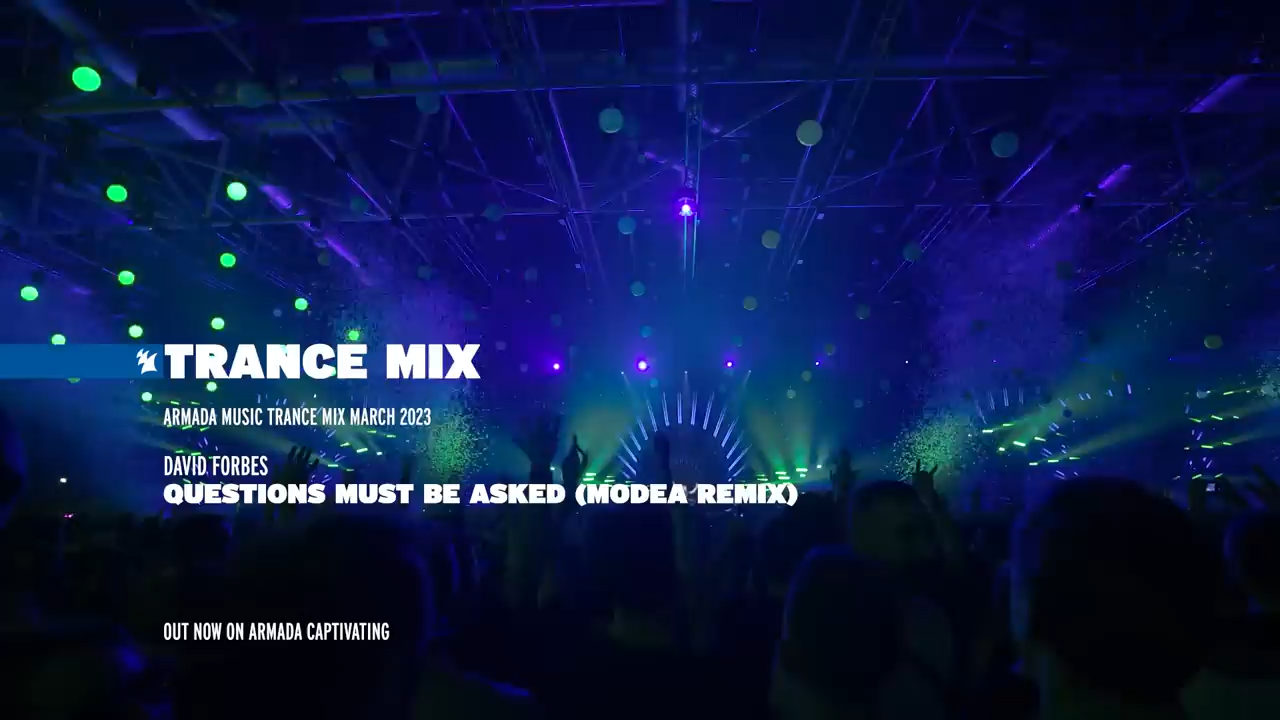 TRANCE MIX
ARMADA MUSIC TRANCE MIX MARCH 2023
DAVID FORBES
QUESTIONS MUST BE ASKED (MODEA REMIX)
OUT NOW ON ARMADA CAPTIVATING